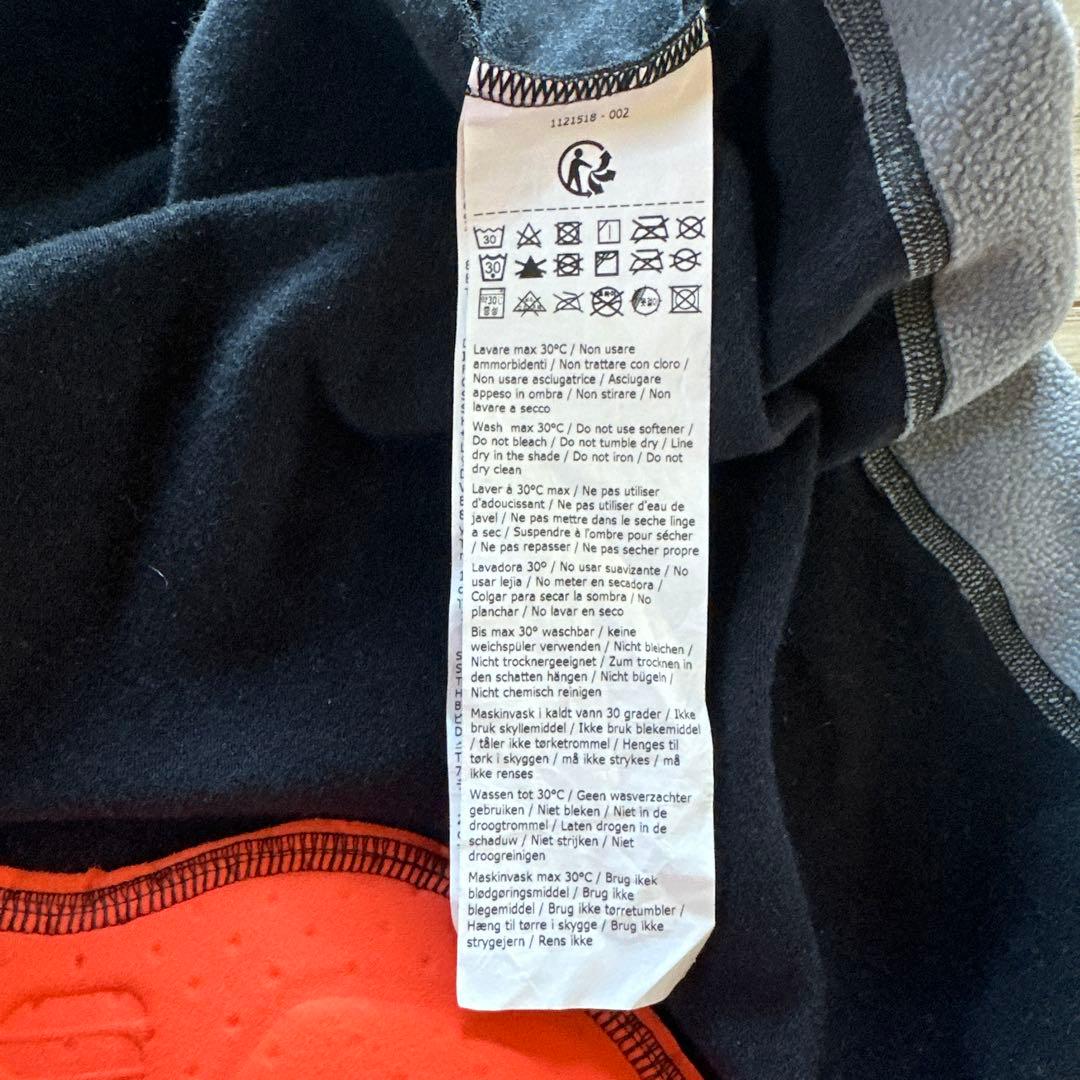 1121518 - 002
30
30
Lavare max 30°C / Non usare
ammorbidenti / Non trattare con cloro /
Non usare asciugatrice / Asciugare
appeso in ombra / Non stirare / Non
lavare a secco
Wash max 30°C / Do not use softener /
Do not bleach / Do not tumble dry / Line
dry in the shade / Do not iron / Do not
dry clean
Laver à 30°C max / Ne pas utiliser
d'adoucissant / Ne pas utiliser d'eau de
javel / Ne pas mettre dans le seche linge
a sec / Suspendre à l'ombre pour sécher
/ Ne pas repasser / Ne pas secher propre
Lavadora 30º / No usar suavizante / No
usar lejia / No meter en secadora /
Colgar para secar la sombra / No
planchar / No lavar en seco
Bis max 30° waschbar / keine
weichspüler verwenden / Nicht bleichen /
Nicht trocknergeeignet / Zum trocknen in
den schatten hängen / Nicht bügeln /
Nicht chemisch reinigen
Maskinvask i kaldt vann 30 grader / Ikke
bruk skyllemiddel / Ikke bruk blekemiddel
/ tåler ikke tørketrommel / Henges til
tørk i skyggen / må ikke strykes / må
ikke renses
Wassen tot 30°C / Geen wasverzachter
gebruiken / Niet bleken / Niet in de
droogtrommel / Laten drogen in de
schaduw / Niet strijken / Niet
droogreinigen
Maskinvask max 30°C / Brug ikek
blødgøringsmiddel / Brug ikke
blegemiddel / Brug ikke tørretumbler /
Hæng til tørre i skygge / Brug ikke
strygejern / Rens ikke